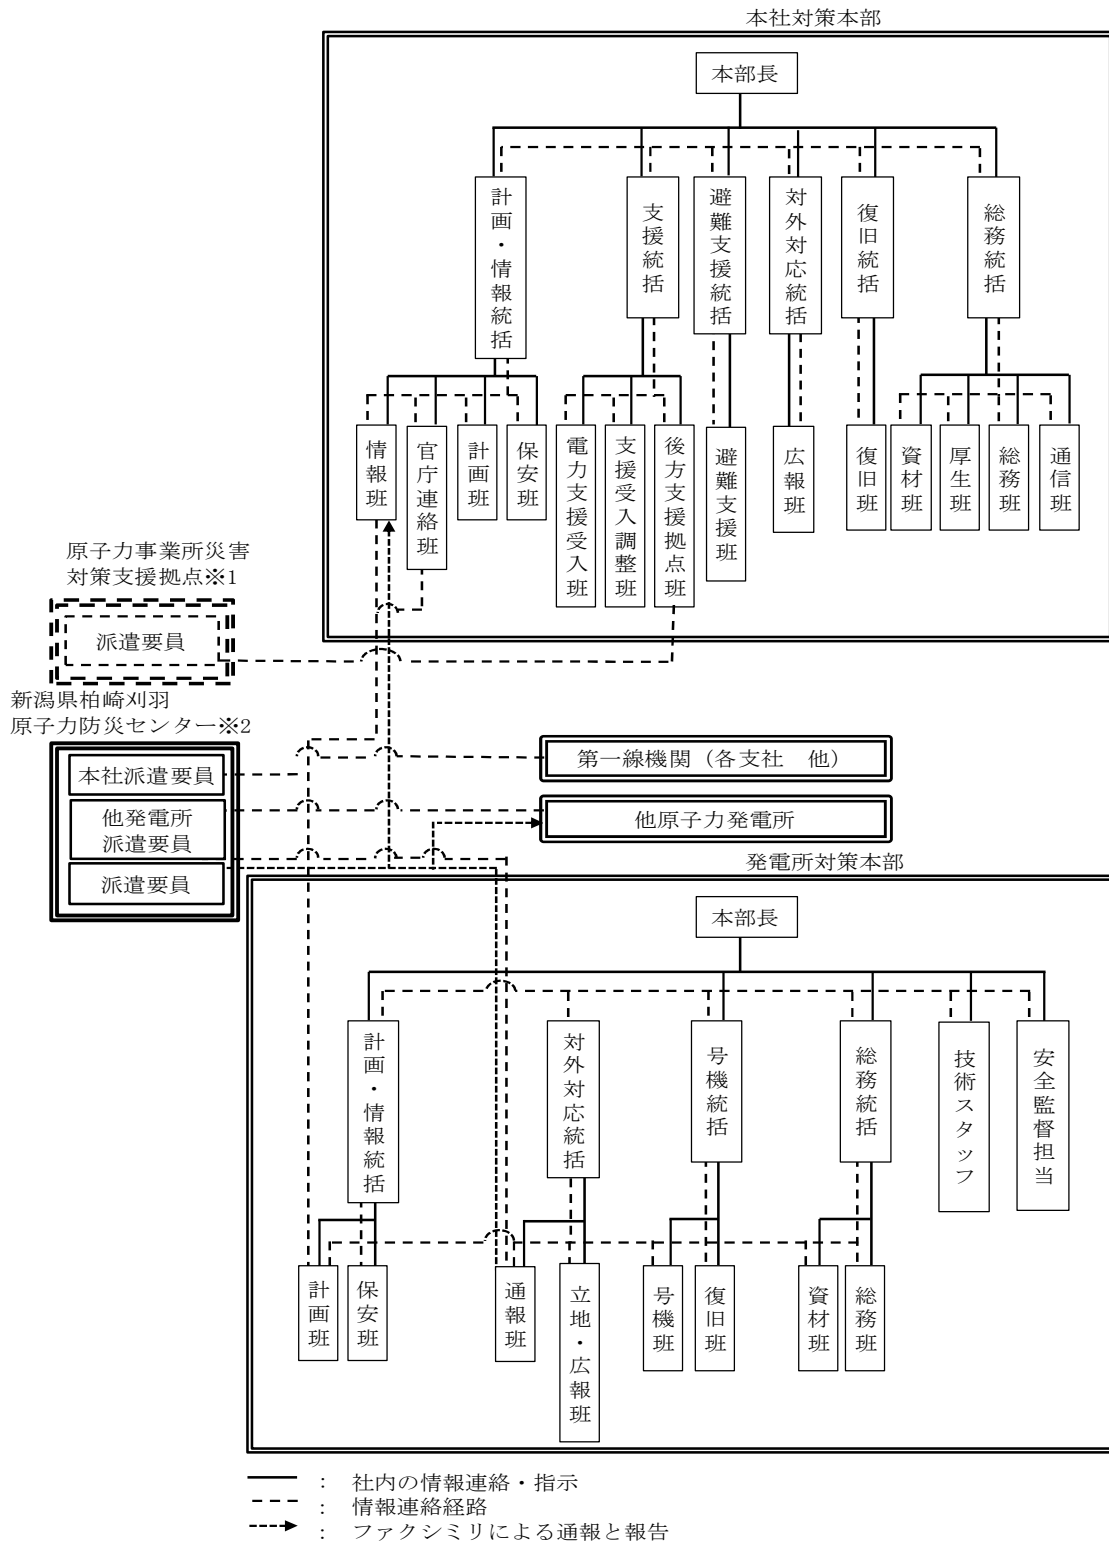 本社対策本部
本部長
計画・情報統括
支援統括
避難支援統括
対外対応統括
復旧統括
総務統括
情報班
官庁連絡班
計画班
保安班
電力支援受入班
支援受入調整班
後方支援拠点班
避難支援班
広報班
復旧班
資材班
厚生班
総務班
通信班
原子力事業所災害
対策支援拠点※1
派遣要員
新潟県柏崎刈羽
原子力防災センター※2
本社派遣要員
他発電所
派遣要員
派遣要員
第一線機関（各支社　他）
他原子力発電所
発電所対策本部
本部長
計画・情報統括
対外対応統括
号機統括
総務統括
技術スタッフ
安全監督担当
計画班
保安班
通報班
立地・広報班
号機班
復旧班
資材班
総務班
：　社内の情報連絡・指示
：　情報連絡経路
：　ファクシミリによる通報と報告